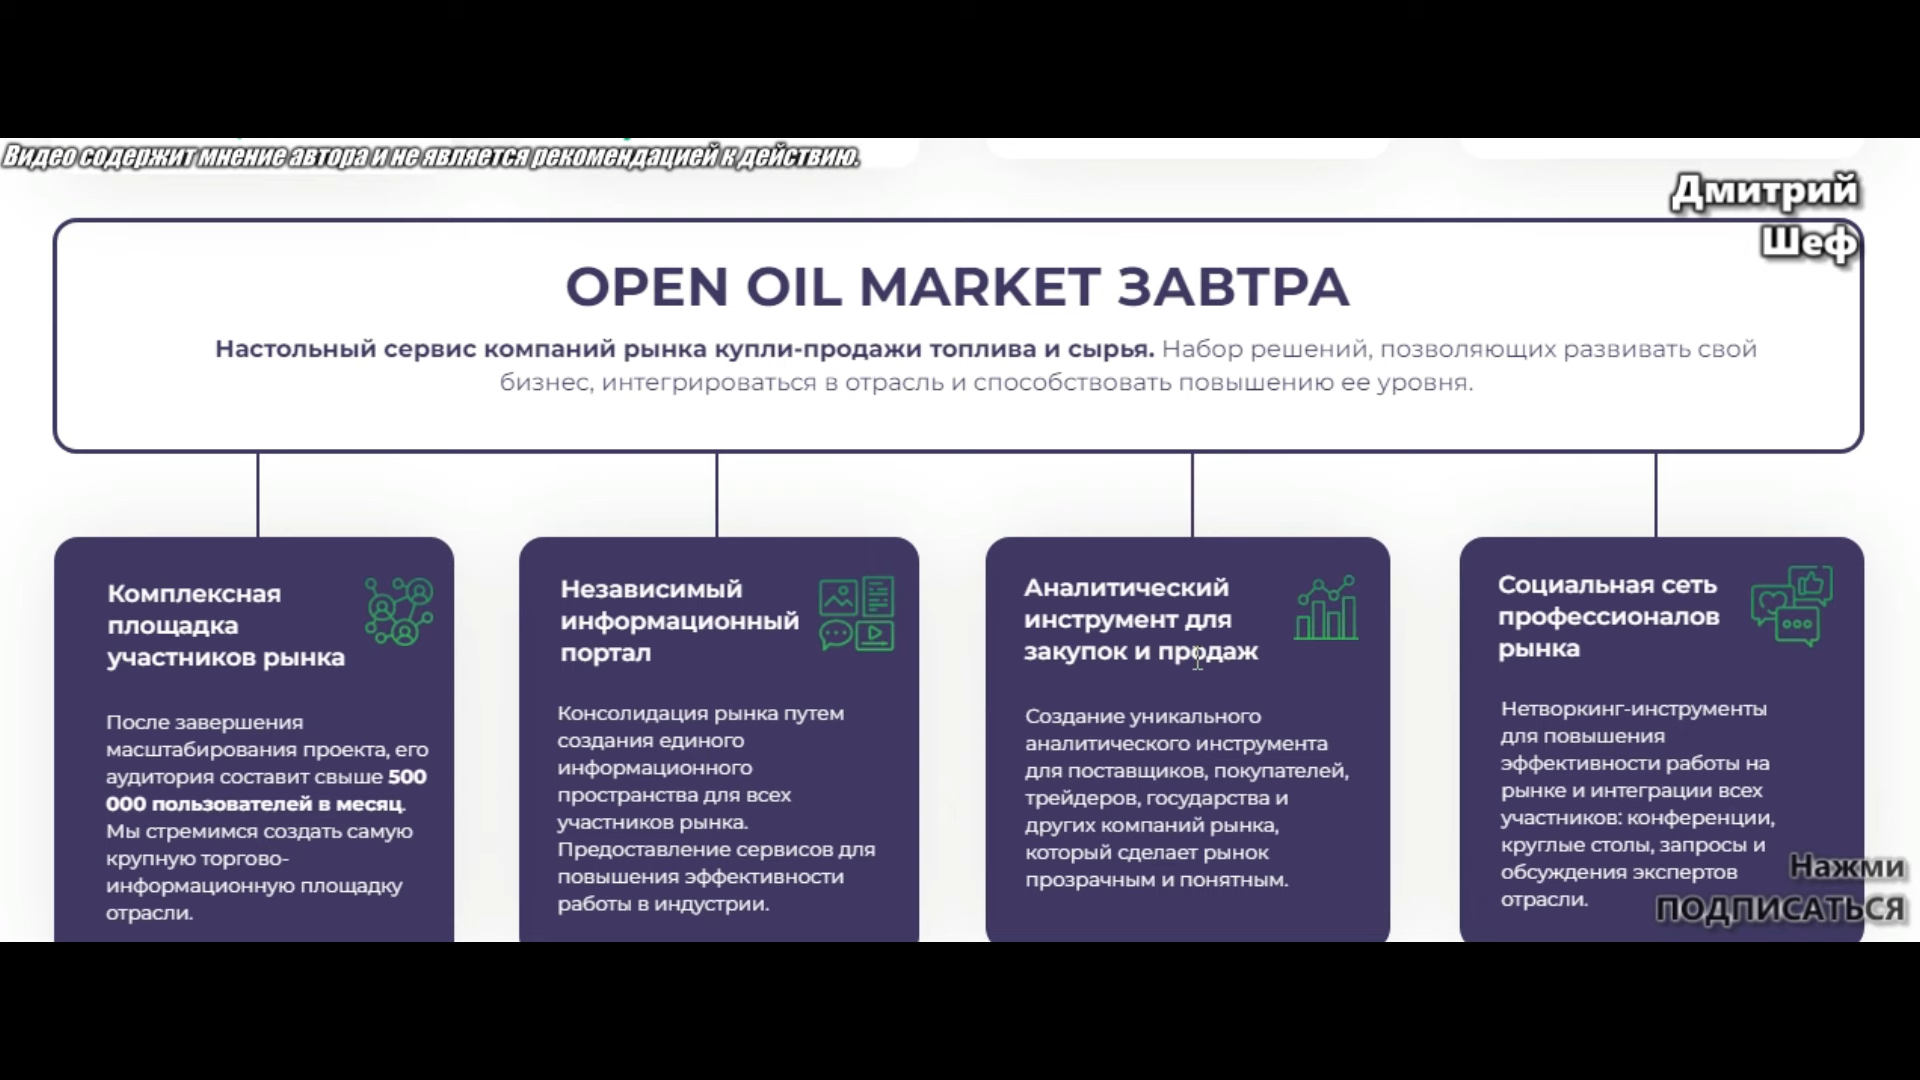 Видео содержит мнение автора и не является рекомендацией к действию.
Дмитрий
Шеф
OPEN OIL MARKET ЗАВТРА
Настольный сервис компаний рынка купли-продажи топлива и сырья. Набор решений, позволяющих развивать свой
бизнес, интегрироваться в отрасль и способствовать повышению ее уровня.
Комплексная
площадка
участников рынка
После завершения
масштабирования проекта, его
аудитория составит свыше 500
000 пользователей в месяц.
Мы стремимся создать самую
крупную торгово-
информационную площадку
отрасли.
Независимый
информационный
портал
Консолидация рынка путем
создания единого
информационного
пространства для всех
участников рынка.
Предоставление сервисов для
повышения эффективности
работы в индустрии.
Аналитический
инструмент для
закупок и продаж
Создание уникального
аналитического инструмента
для поставщиков, покупателей,
трейдеров, государства и
других компаний рынка,
который сделает рынок
прозрачным и понятным.
Социальная сеть
профессионалов
рынка
Нетворкинг-инструменты
для повышения
эффективности работы на
рынке и интеграции всех
участников: конференции,
круглые столы, запросы и
обсуждения экспертов
отрасли.
Нажми
ПОДПИСАТЬСЯ